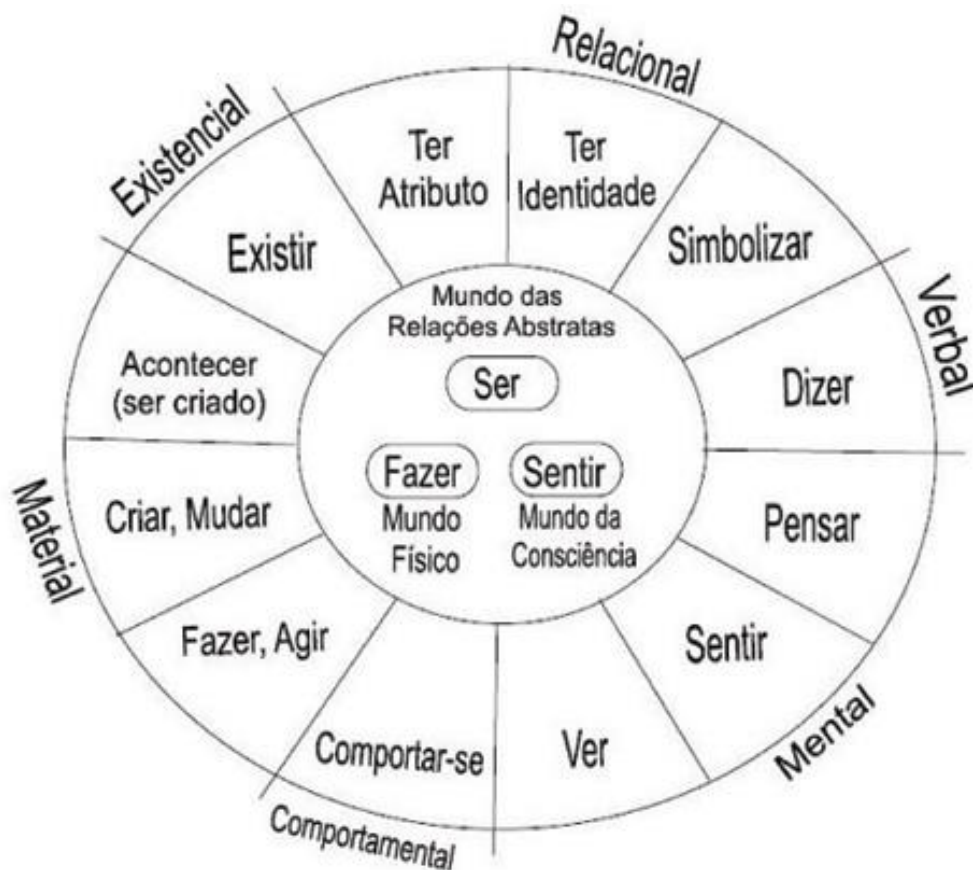 Relacional
Existencial
Ter
Atributo
Ter
Identidade
Existir
Simbolizar
Verbal
Mundo das
Relações Abstratas
Ser
Acontecer
(ser criado)
Dizer
Fazer
Sentir
Mundo
Físico
Mundo da
Consciência
Material
Criar, Mudar
Pensar
Fazer, Agir
Sentir
Mental
Comportar-se
Ver
Comportamental